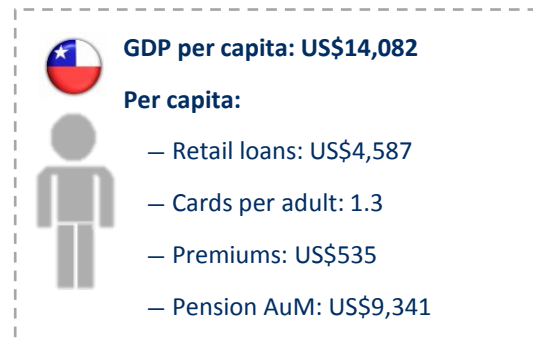 GDP per capita: US$14,082
Per capita:
— Retail loans: US$4,587
— Cards per adult: 1.3
— Premiums: US$535
— Pension AuM: US$9,341